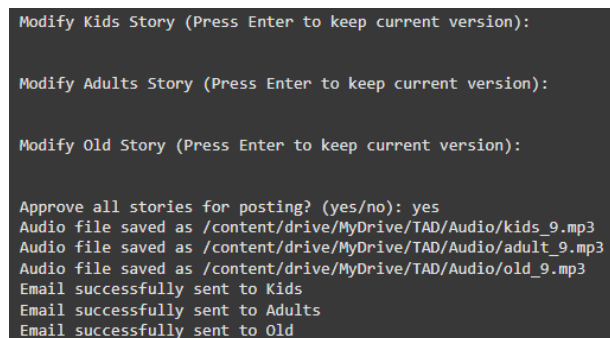 Modify Kids Story (Press Enter to keep current version):
Modify Adults Story (Press Enter to keep current version):
Modify Old Story (Press Enter to keep current version):
Approve all stories for posting? (yes/no): yes
Audio file saved as /content/drive/MyDrive/TAD/Audio/kids_9.mp3
Audio file saved as /content/drive/MyDrive/TAD/Audio/adult_9.mp3
Audio file saved as /content/drive/MyDrive/TAD/Audio/old_9.mp3
Email successfully sent to Kids
Email successfully sent to Adults
Email successfully sent to Old